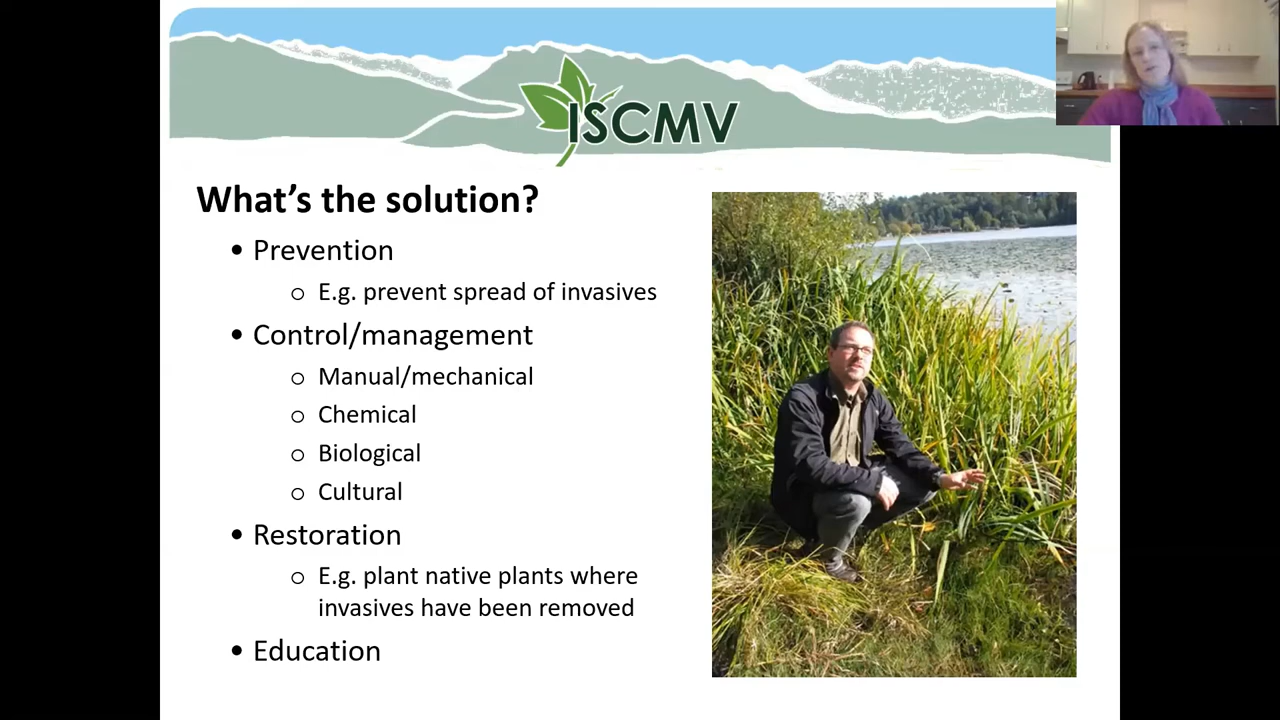 ISCMV
What's the solution?
• Prevention
o E.g. prevent spread of invasives
• Control/management
o Manual/mechanical
o Chemical
o Biological
o Cultural
• Restoration
o E.g. plant native plants where
invasives have been removed
• Education